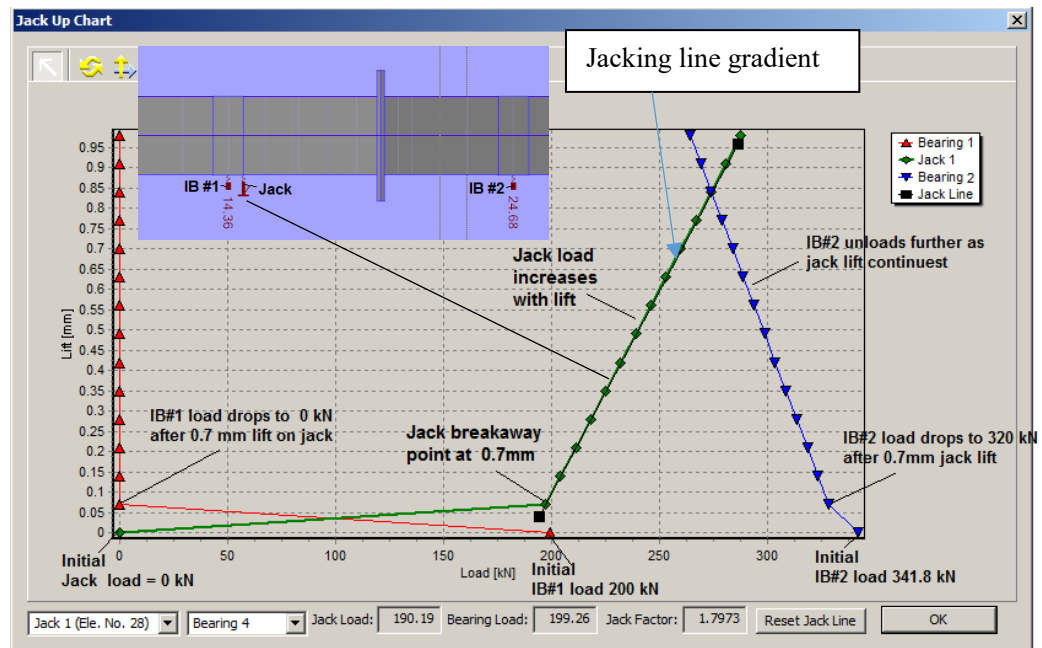 Jack Up Chart
Jacking line gradient
IB #1
Jack
IB #2
14.36
24.68
Bearing 1
Jack 1
Bearing 2
Jack Line
0.95
0.9
0.85
0.8
0.75
0.7
0.65
0.6
0.55
0.5
0.45
0.4
0.35
0.3
0.25
0.2
0.15
0.1
0.05
0
Lift [mm]
IB#2 unloads further as
jack lift continuest
Jack load
increases
with lift
IB#1 load drops to 0 kN
after 0.7 mm lift on jack
Jack breakaway
point at 0.7mm
IB#2 load drops to 320 kN
after 0.7mm jack lift
0
50
100
150
200
250
300
Load [kN]
Initial
Jack load = 0 kN
Initial
IB#1 load 200 kN
Initial
IB#2 load 341.8 kN
Jack 1 (Ele. No. 28)
Bearing 4
Jack Load: 190.19
Bearing Load: 199.26
Jack Factor: 1.7973
Reset Jack Line
OK